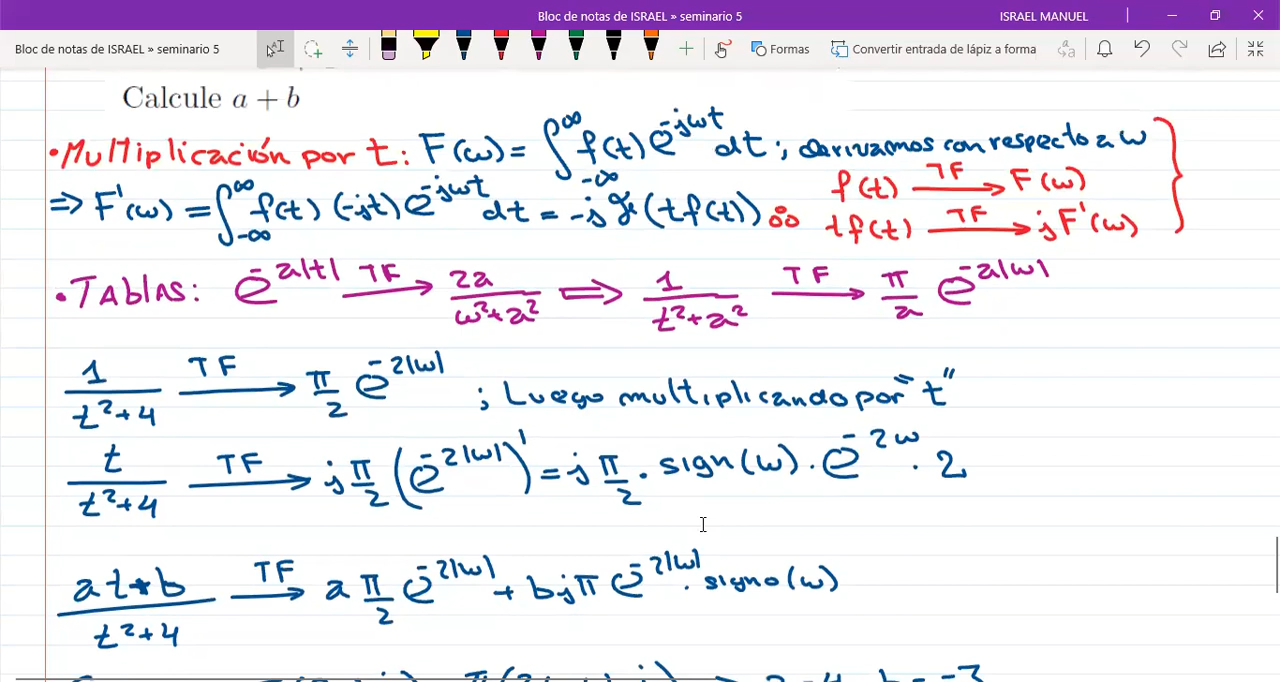 Bloc de notas de ISRAEL » seminario 5
ISRAEL MANUEL
Bloc de notas de ISRAEL » seminario 5
Formas
Convertir entrada de lápiz a forma
Calcule a + b
• Multiplicación por t: F(ω) = ∫_{-∞}^{∞} f(t) e^{-jωt} dt; derivamos con respecto a ω
⇒ F'(ω) = ∫_{-∞}^{∞} f(t) (-jt) e^{-jωt} dt = -j ℱ(t f(t))
f(t) TF→ F(ω)
t f(t) TF→ j F'(ω)
• TABLAS: e^{-a|t|} TF→ 2a/(ω²+a²) ⇒ 1/(t²+a²) TF→ π/a e^{-a|ω|}
1/(t²+4) TF→ π/2 e^{-2|ω|} ; Luego multiplicando por "t"
t/(t²+4) TF→ j π/2 (e^{-2|ω|})' = j π/2 · sign(ω) · e^{-2ω} · 2
(at+b)/(t²+4) TF→ a π/2 e^{-2|ω|} + b j π e^{-2|ω|} · signo(ω)